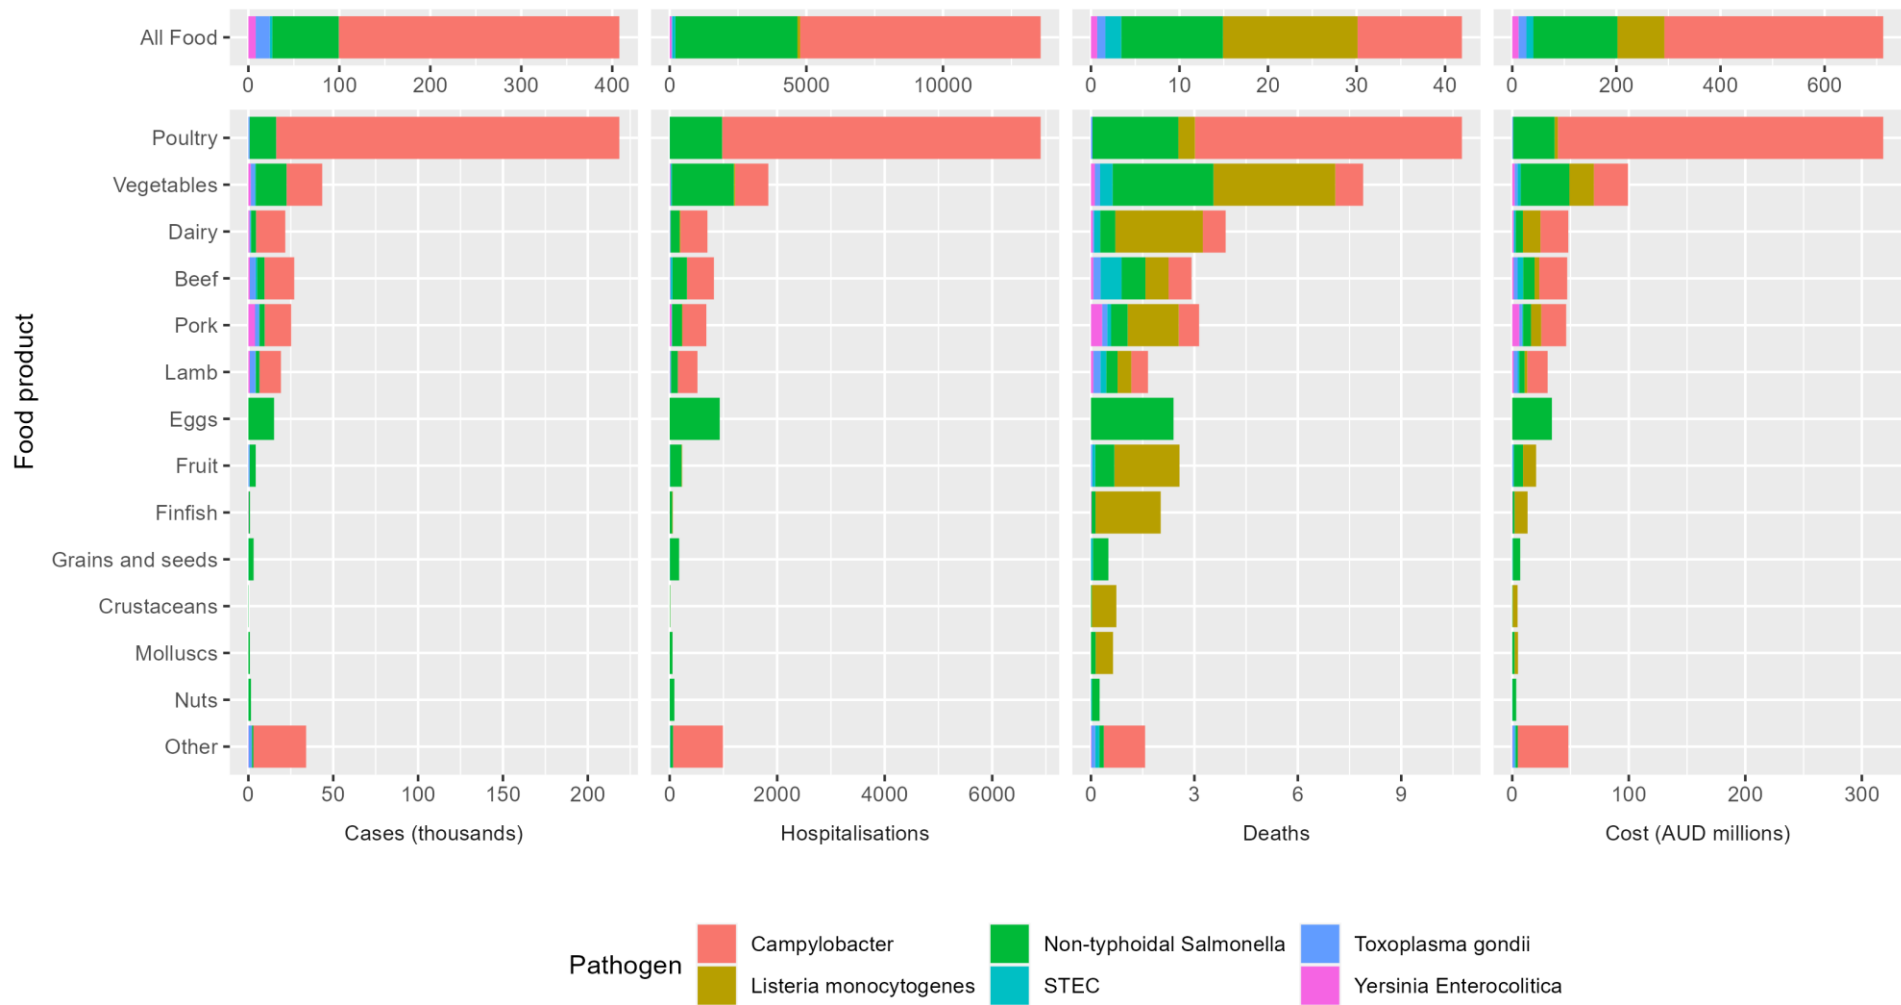 All Food
0 100 200 300 400
0 5000 10000
0 10 20 30 40
0 200 400 600
Food product
Poultry
Vegetables
Dairy
Beef
Pork
Lamb
Eggs
Fruit
Finfish
Grains and seeds
Crustaceans
Molluscs
Nuts
Other
0 50 100 150 200
0 2000 4000 6000
0 3 6 9
0 100 200 300
Cases (thousands)
Hospitalisations
Deaths
Cost (AUD millions)
Pathogen
Campylobacter
Listeria monocytogenes
Non-typhoidal Salmonella
STEC
Toxoplasma gondii
Yersinia Enterocolitica